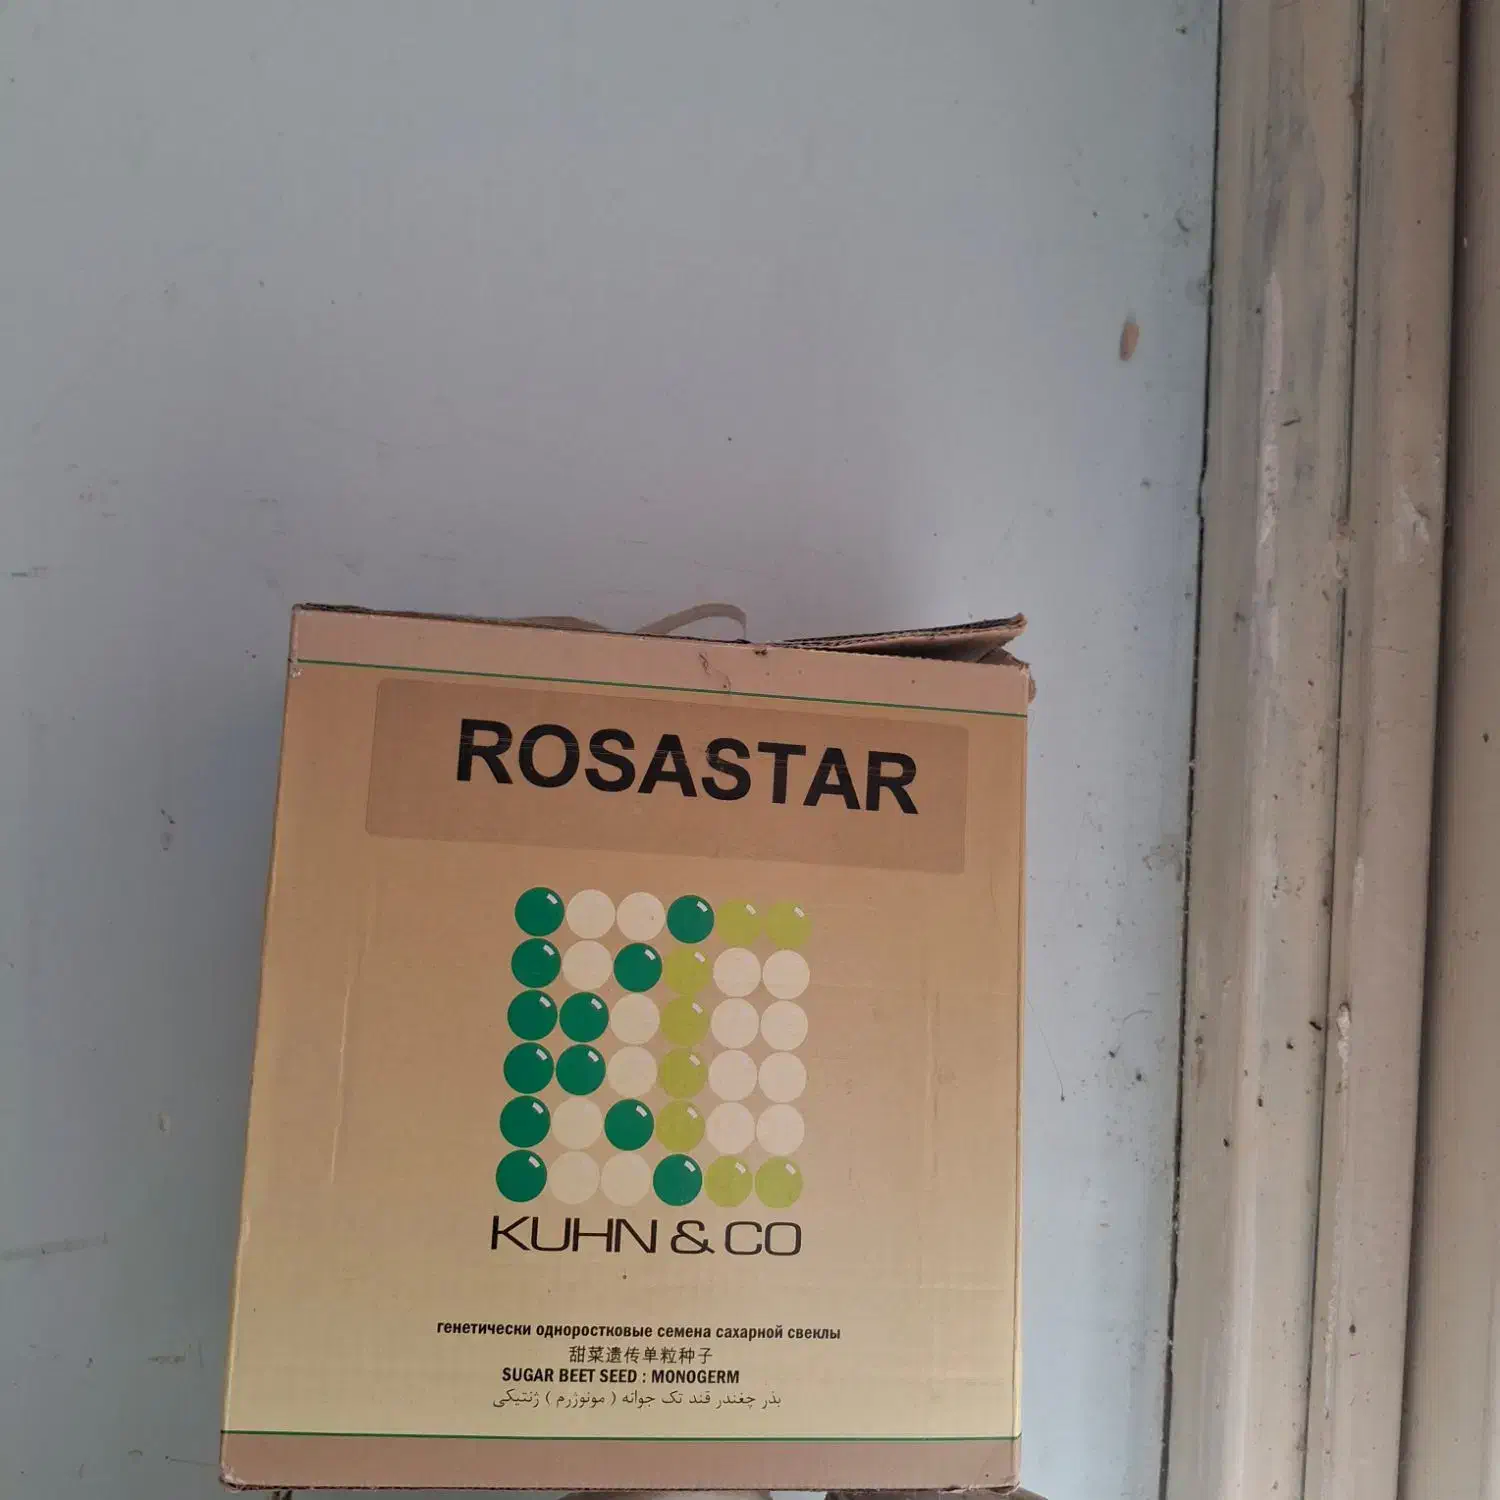 ROSASTAR
KUHN & CO
генетически одноростковые семена сахарной свеклы
甜菜遗传单粒种子
SUGAR BEET SEED : MONOGERM
بذر چغندر قند تک جوانه ( مونوژرم ) ژنتیکی